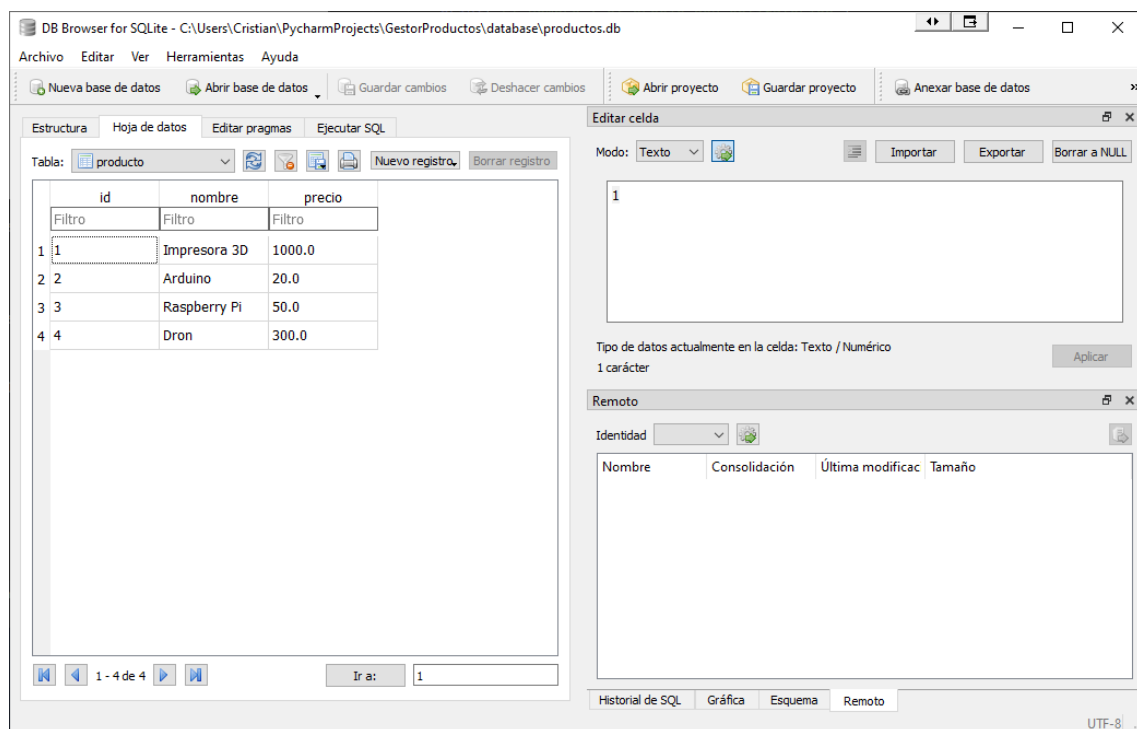 DB Browser for SQLite - C:\Users\Cristian\PycharmProjects\GestorProductos\database\productos.db
Archivo Editar Ver Herramientas Ayuda
Nueva base de datos Abrir base de datos Guardar cambios Deshacer cambios Abrir proyecto Guardar proyecto Anexar base de datos »
Estructura Hoja de datos Editar pragmas Ejecutar SQL
Tabla: producto Nuevo registro Borrar registro
id nombre precio
Filtro Filtro Filtro
1 1 Impresora 3D 1000.0
2 2 Arduino 20.0
3 3 Raspberry Pi 50.0
4 4 Dron 300.0
1 - 4 de 4 Ir a: 1
Editar celda
Modo: Texto Importar Exportar Borrar a NULL
1
Tipo de datos actualmente en la celda: Texto / Numérico
1 carácter
Aplicar
Remoto
Identidad
Nombre Consolidación Última modificac Tamaño
Historial de SQL Gráfica Esquema Remoto
UTF-8